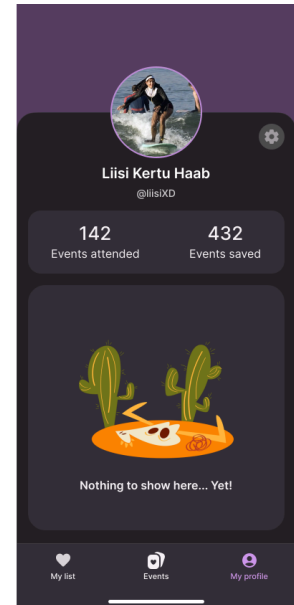 Liisi Kertu Haab
@liisiXD
142 432
Events attended Events saved
Nothing to show here... Yet!
My list Events My profile